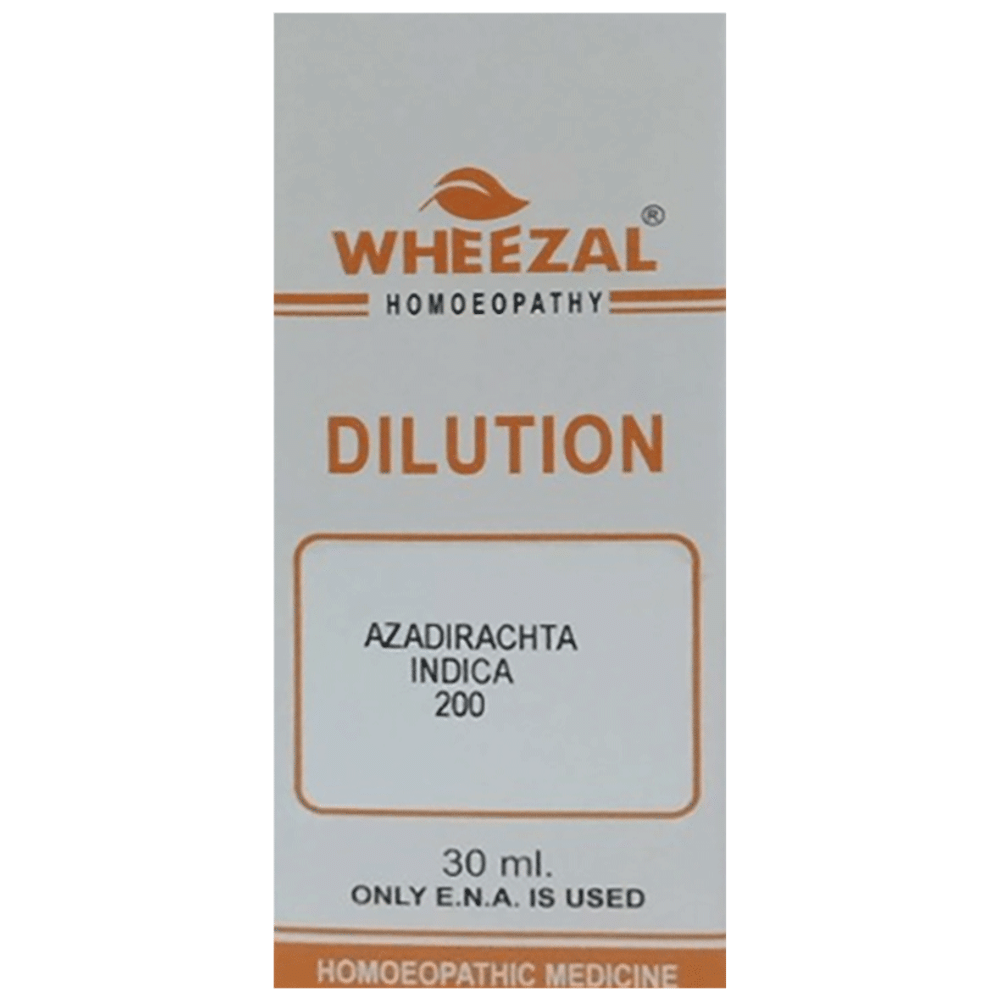 WHEEZAL®
HOMOEOPATHY
DILUTION
AZADIRACHTA
INDICA
200
30 ml.
ONLY E.N.A. IS USED
HOMOEOPATHIC MEDICINE